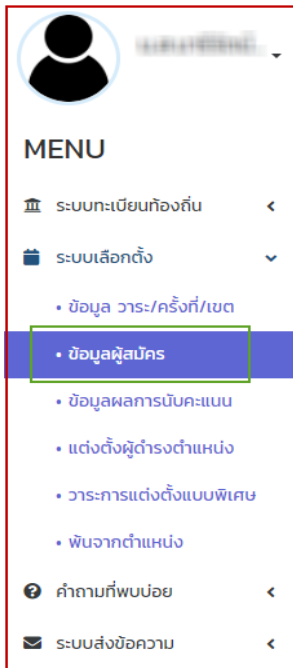 MENU
ระบบทะเบียนท้องถิ่น
ระบบเลือกตั้ง
• ข้อมูล วาระ/ครั้งที่/เขต
• ข้อมูลผู้สมัคร
• ข้อมูลผลการนับคะแนน
• แต่งตั้งผู้ดำรงตำแหน่ง
• วาระการแต่งตั้งแบบพิเศษ
• พ้นจากตำแหน่ง
คำถามที่พบบ่อย
ระบบส่งข้อความ